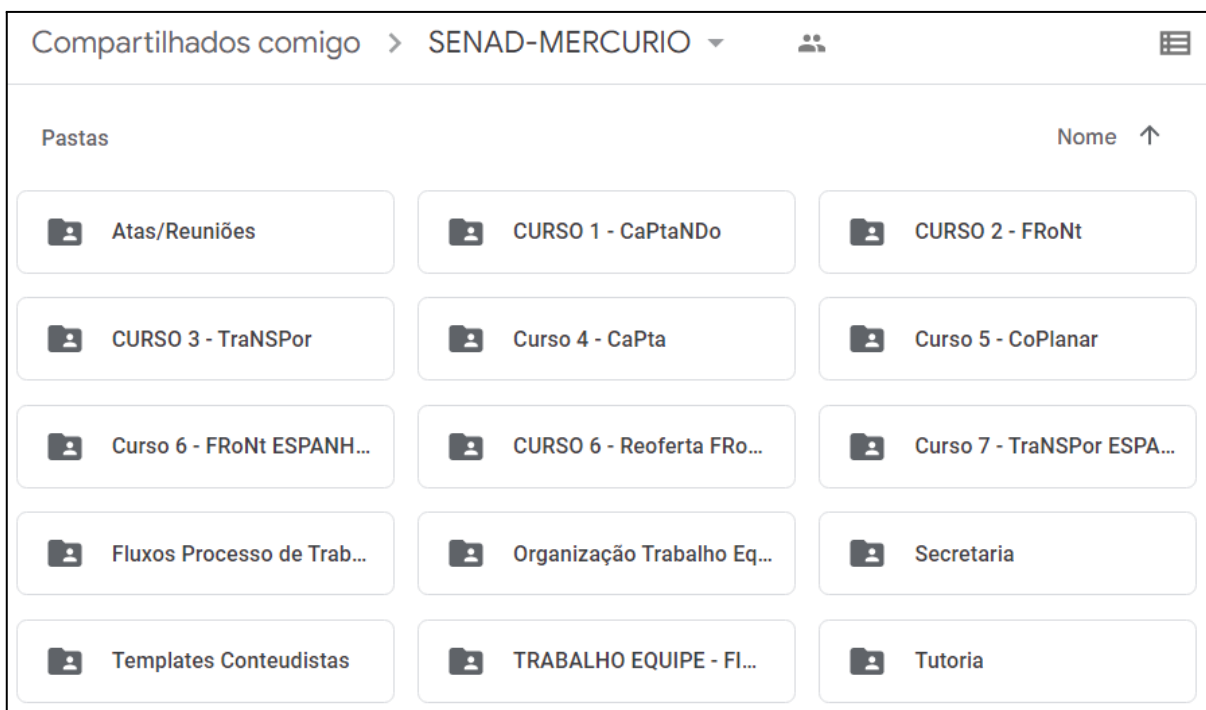 Compartilhados comigo > SENAD-MERCURIO
Pastas
Nome
Atas/Reuniões
CURSO 1 - CaPtaNDo
CURSO 2 - FRoNt
CURSO 3 - TraNSPor
Curso 4 - CaPta
Curso 5 - CoPlanar
Curso 6 - FRoNt ESPANH...
CURSO 6 - Reoferta FRo...
Curso 7 - TraNSPor ESPA...
Fluxos Processo de Trab...
Organização Trabalho Eq...
Secretaria
Templates Conteudistas
TRABALHO EQUIPE - FI...
Tutoria